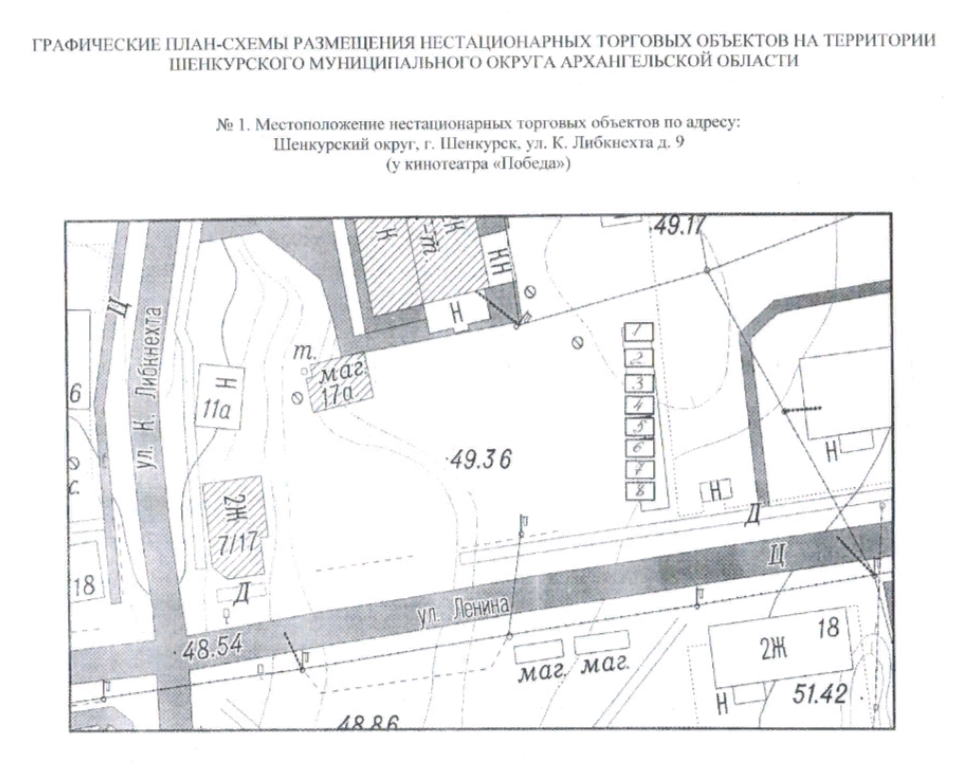 ГРАФИЧЕСКИЕ ПЛАН-СХЕМЫ РАЗМЕЩЕНИЯ НЕСТАЦИОНАРНЫХ ТОРГОВЫХ ОБЪЕКТОВ НА ТЕРРИТОРИИ
ШЕНКУРСКОГО МУНИЦИПАЛЬНОГО ОКРУГА АРХАНГЕЛЬСКОЙ ОБЛАСТИ
№ 1. Местоположение нестационарных торговых объектов по адресу:
Шенкурский округ, г. Шенкурск, ул. К. Либкнехта д. 9
(у кинотеатра «Победа»)
49.17
Н
КН
Н
Ц
ул. К. Либкнехта
т.
маг.
17а
Н
11а
6
с.
1
2
3
4
5
6
7
8
49.36
Н
Н
2Ж
7/17
Д
Д
Ц
18
ул. Ленина
48.54
маг.
маг.
18
2Ж
Н
51.42
48.86